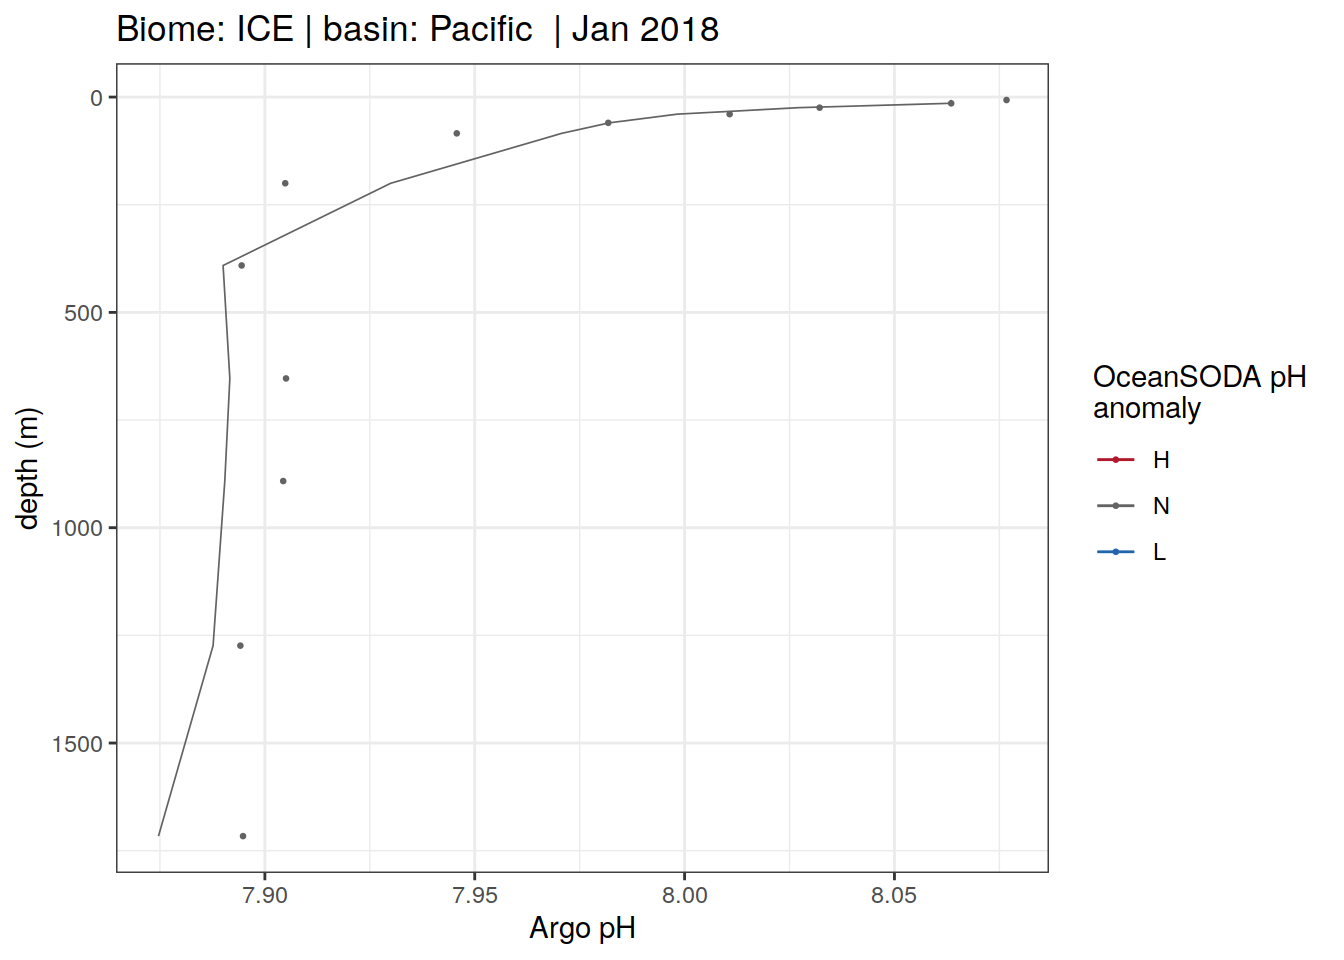 Biome: ICE | basin: Pacific  | Jan 2018
0
500
1000
1500
depth (m)
7.90
7.95
8.00
8.05
Argo pH
OceanSODA pH
anomaly
H
N
L